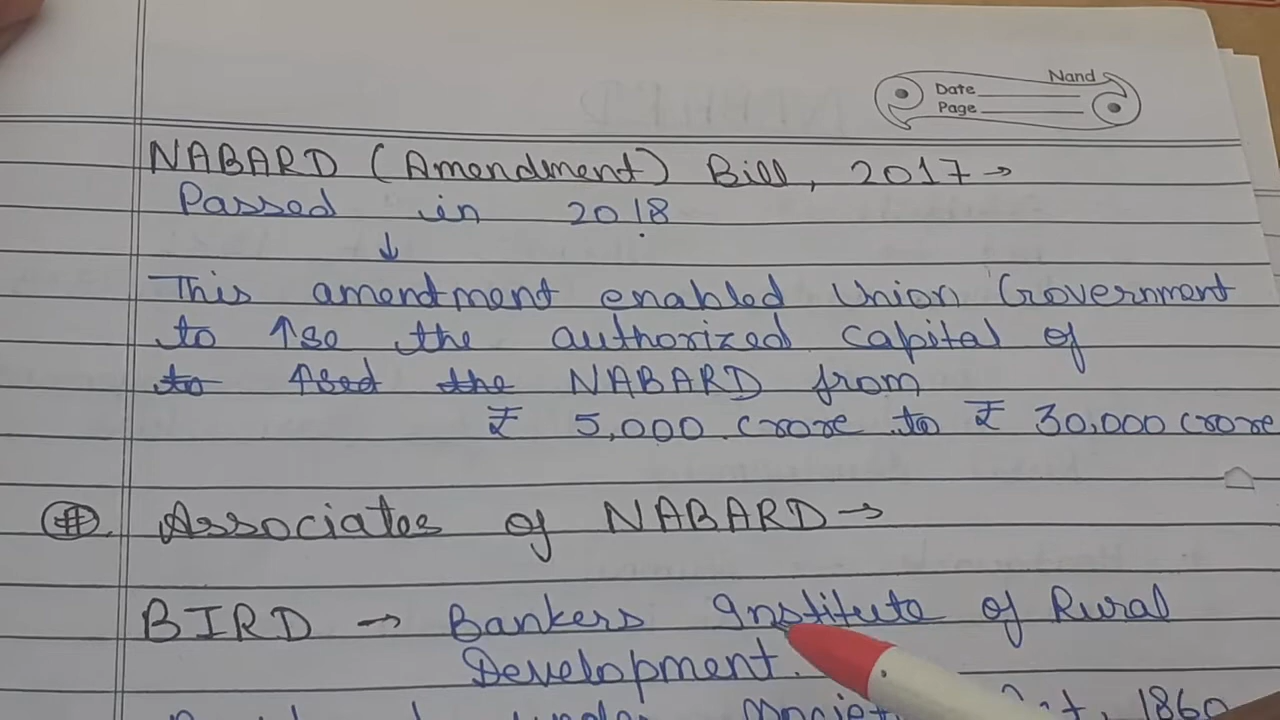 Nand
Date
Page
NABARD (Amendment) Bill, 2017→
Passed in 2018
↓
This amendment enabled Union Government
to ↑se the authorized capital of
to ↑sed the NABARD from
₹ 5,000 crore to ₹ 30,000 crore
#. Associates of NABARD→
BIRD → Bankers Institute of Rural
Development.
1860